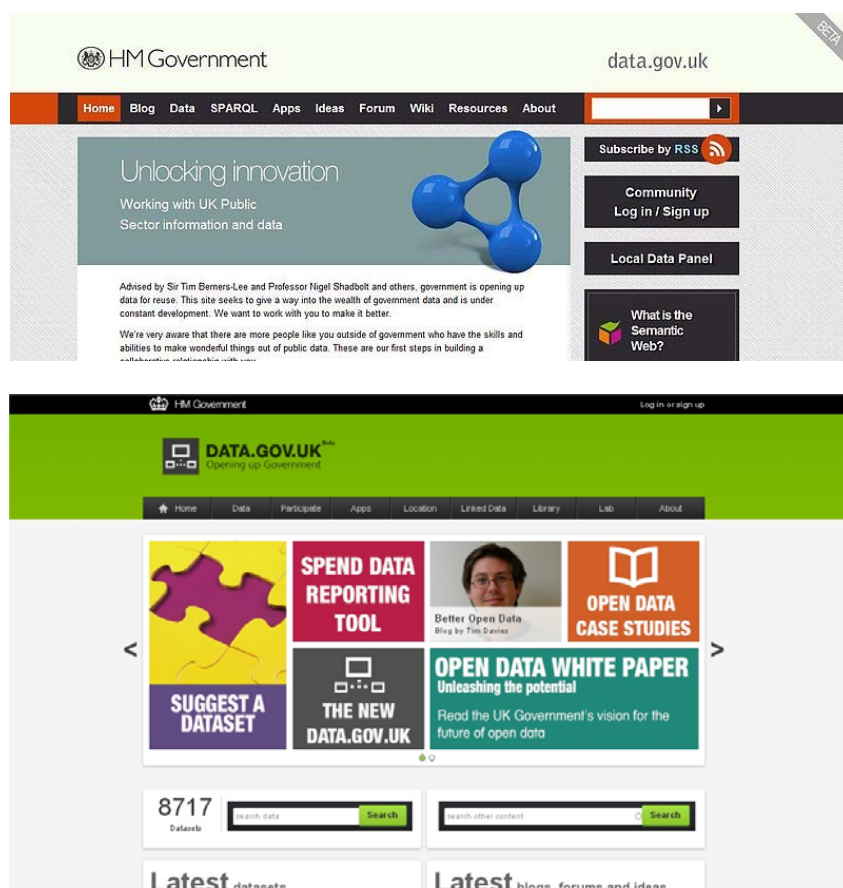 BETA
HM Government
data.gov.uk
Home Blog Data SPARQL Apps Ideas Forum Wiki Resources About
Unlocking innovation
Working with UK Public
Sector information and data
Advised by Sir Tim Berners-Lee and Professor Nigel Shadbolt and others, government is opening up
data for reuse. This site seeks to give a way into the wealth of government data and is under
constant development. We want to work with you to make it better.
We're very aware that there are more people like you outside of government who have the skills and
abilities to make wonderful things out of public data. These are our first steps in building a
collaborative relationship with you.
Subscribe by RSS
Community
Log in / Sign up
Local Data Panel
What is the
Semantic
Web?
HM Government
Log in or sign up
DATA.GOV.UK Beta
Opening up Government
Home Data Participate Apps Location Linked Data Library Lab About
SUGGEST A
DATASET
SPEND DATA
REPORTING
TOOL
Better Open Data
Blog by Tim Davies
OPEN DATA
CASE STUDIES
THE NEW
DATA.GOV.UK
OPEN DATA WHITE PAPER
Unleashing the potential
Read the UK Government's vision for the
future of open data
<
>
8717
Datasets
search data
Search
search other content
Search
Latest datasets
Latest blogs, forums and ideas